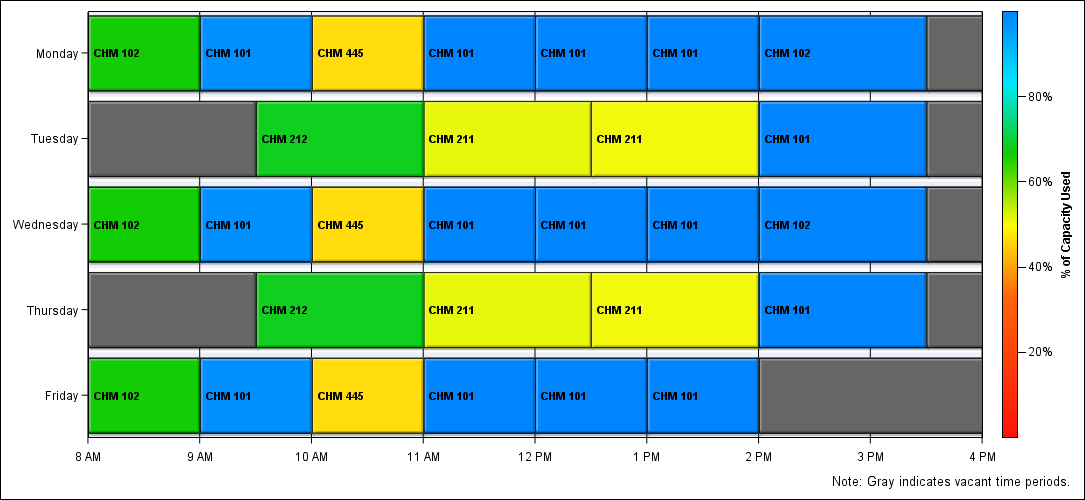 Monday CHM 102 CHM 101 CHM 445 CHM 101 CHM 101 CHM 101 CHM 102
80%
Tuesday CHM 212 CHM 211 CHM 211 CHM 101
60%
Wednesday CHM 102 CHM 101 CHM 445 CHM 101 CHM 101 CHM 101 CHM 102
% of Capacity Used
40%
Thursday CHM 212 CHM 211 CHM 211 CHM 101
20%
Friday CHM 102 CHM 101 CHM 445 CHM 101 CHM 101 CHM 101
8 AM 9 AM 10 AM 11 AM 12 PM 1 PM 2 PM 3 PM 4 PM
Note: Gray indicates vacant time periods.